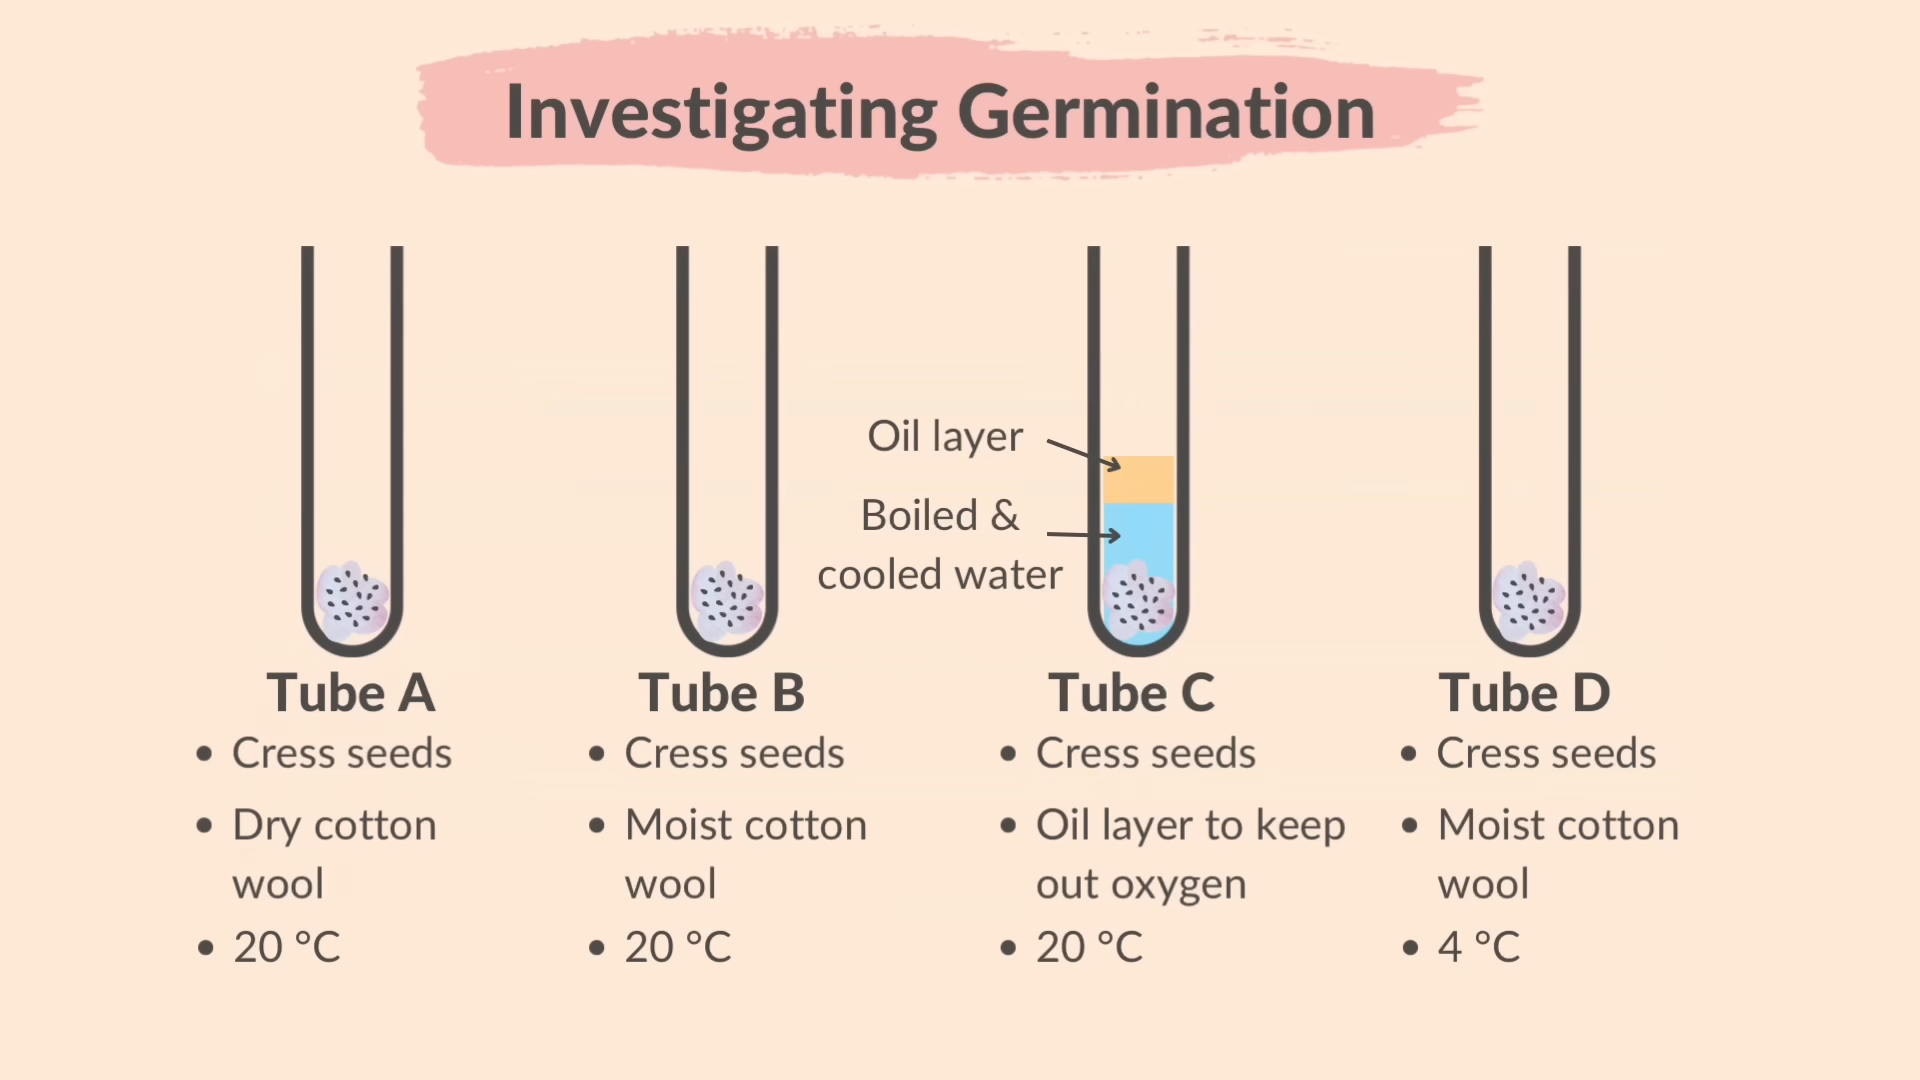 Investigating Germination
Oil layer
Boiled &
cooled water
Tube A
• Cress seeds
• Dry cotton
wool
• 20 °C
Tube B
• Cress seeds
• Moist cotton
wool
• 20 °C
Tube C
• Cress seeds
• Oil layer to keep
out oxygen
• 20 °C
Tube D
• Cress seeds
• Moist cotton
wool
• 4 °C